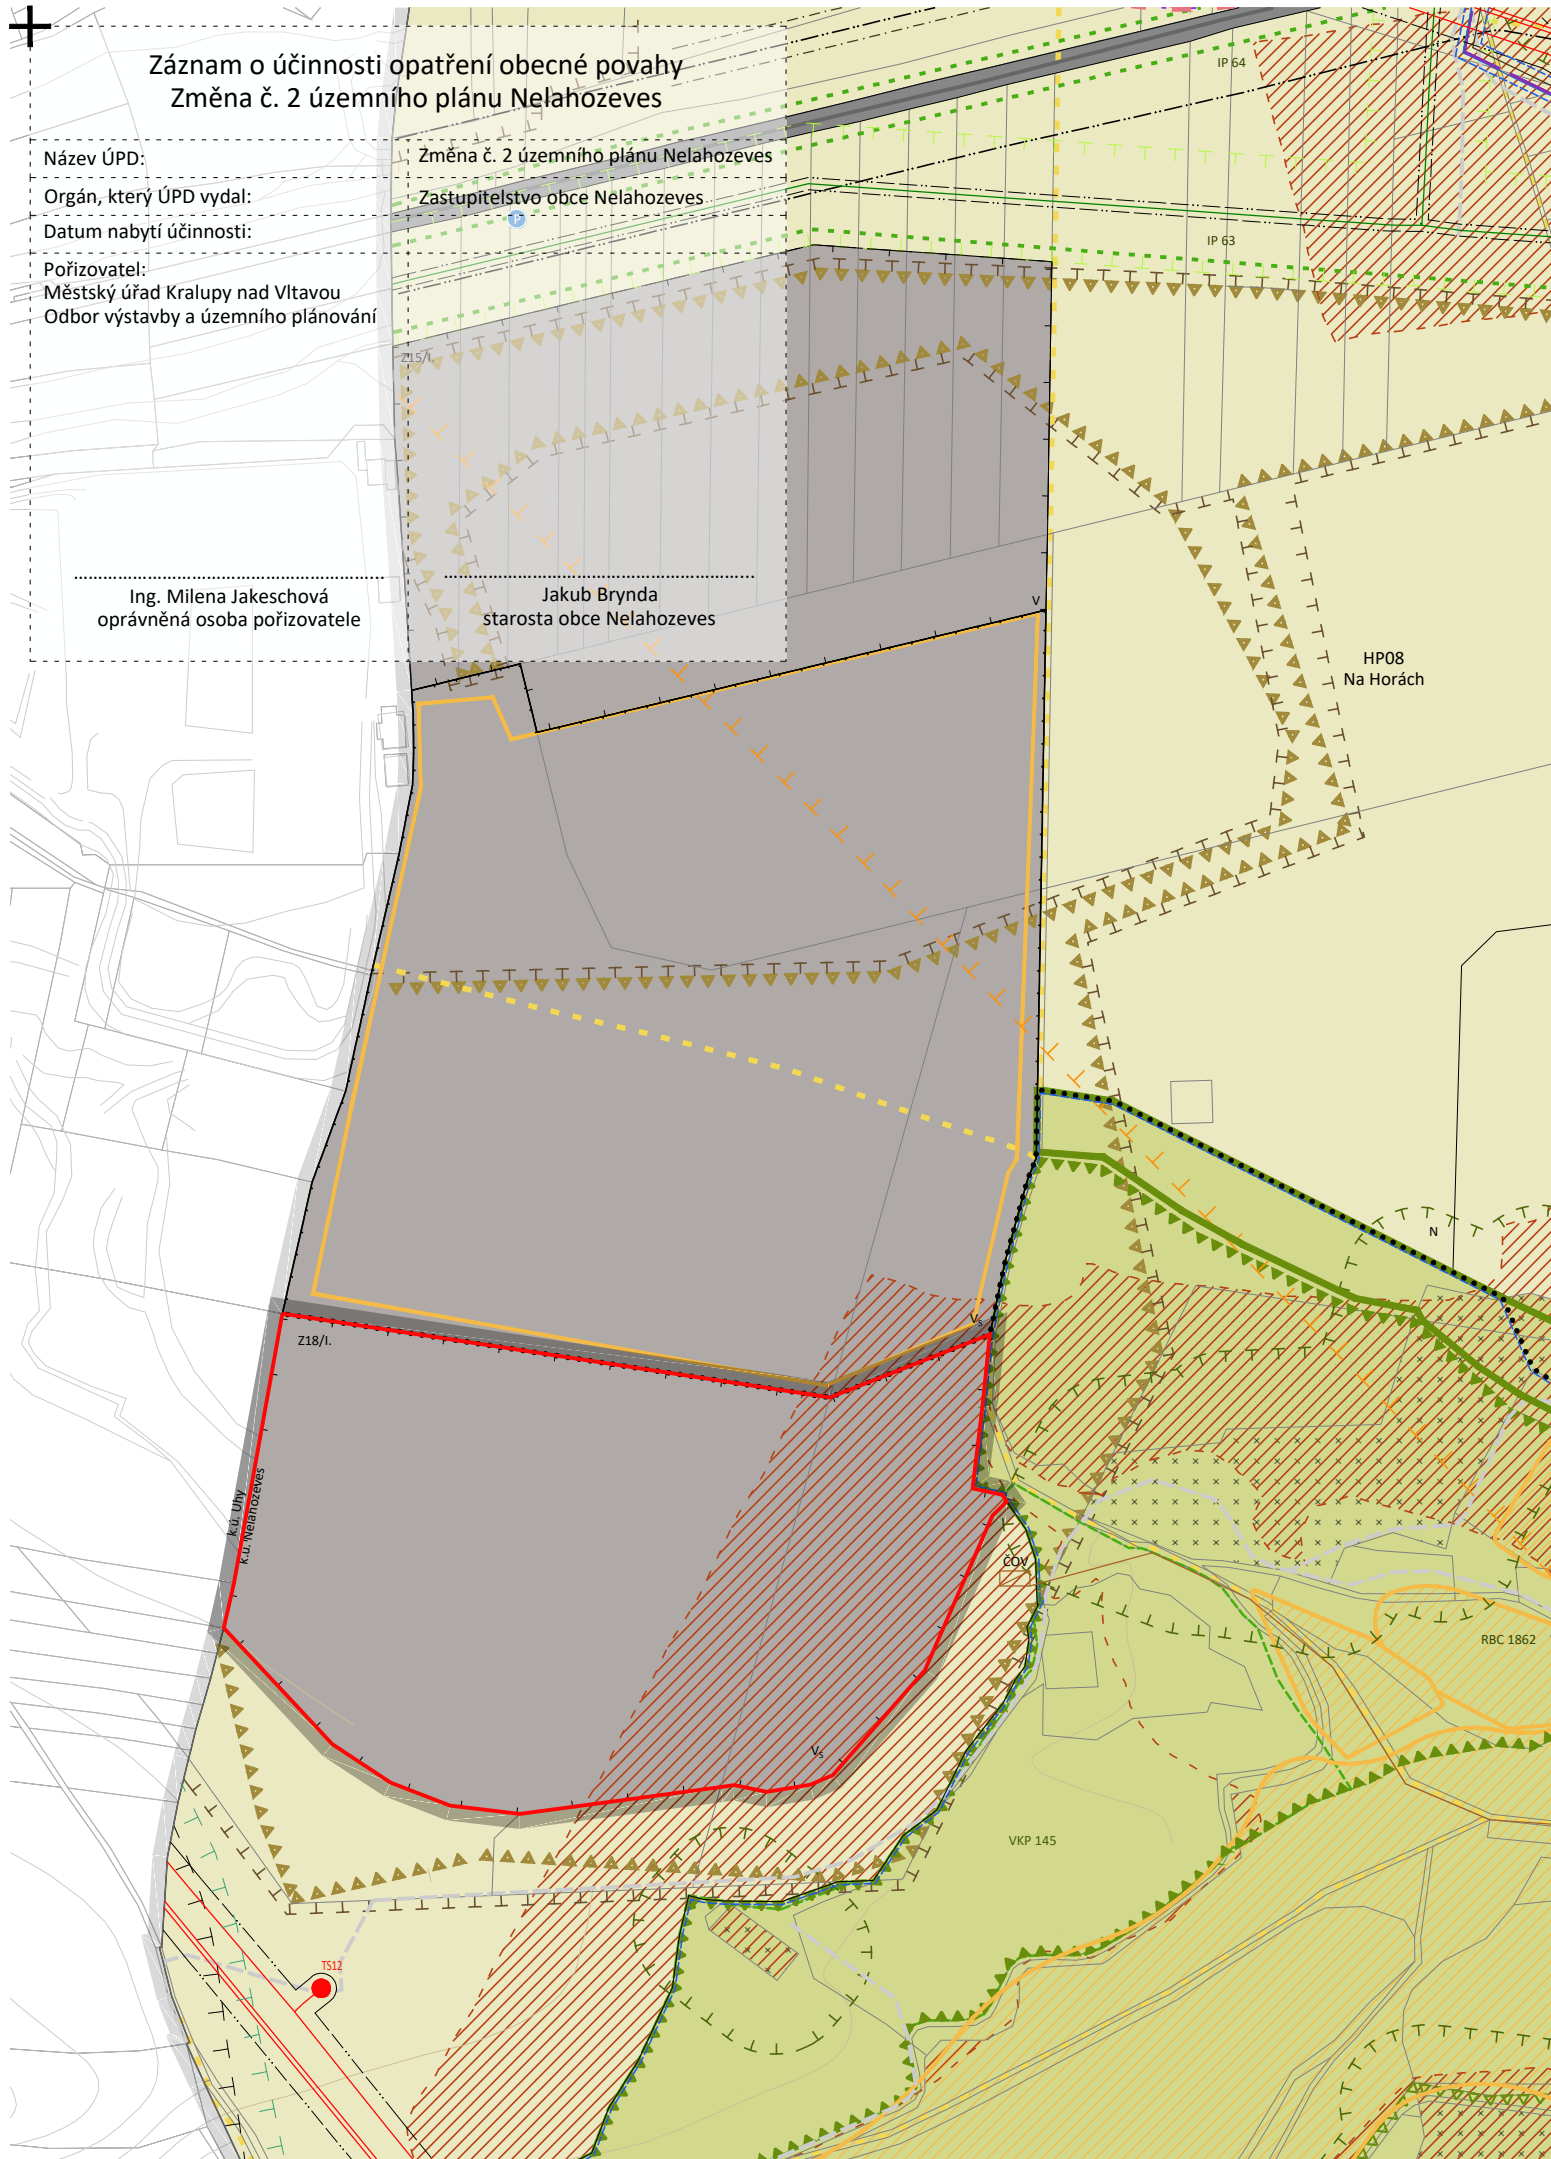 Záznam o účinnosti opatření obecné povahy
Změna č. 2 územního plánu Nelahozeves
Název ÚPD:
Změna č. 2 územního plánu Nelahozeves
Orgán, který ÚPD vydal:
Zastupitelstvo obce Nelahozeves
P
Datum nabytí účinnosti:
Pořizovatel:
Městský úřad Kralupy nad Vltavou
Odbor výstavby a územního plánování
Ing. Milena Jakeschová
oprávněná osoba pořizovatele
Jakub Brynda
starosta obce Nelahozeves
IP 64
IP 63
Z15/I.
V
HP08
Na Horách
N
Vs
Z18/I.
k.ú. Uhy
k.ú. Nelahozeves
ČOV
RBC 1862
Vs
VKP 145
TS12